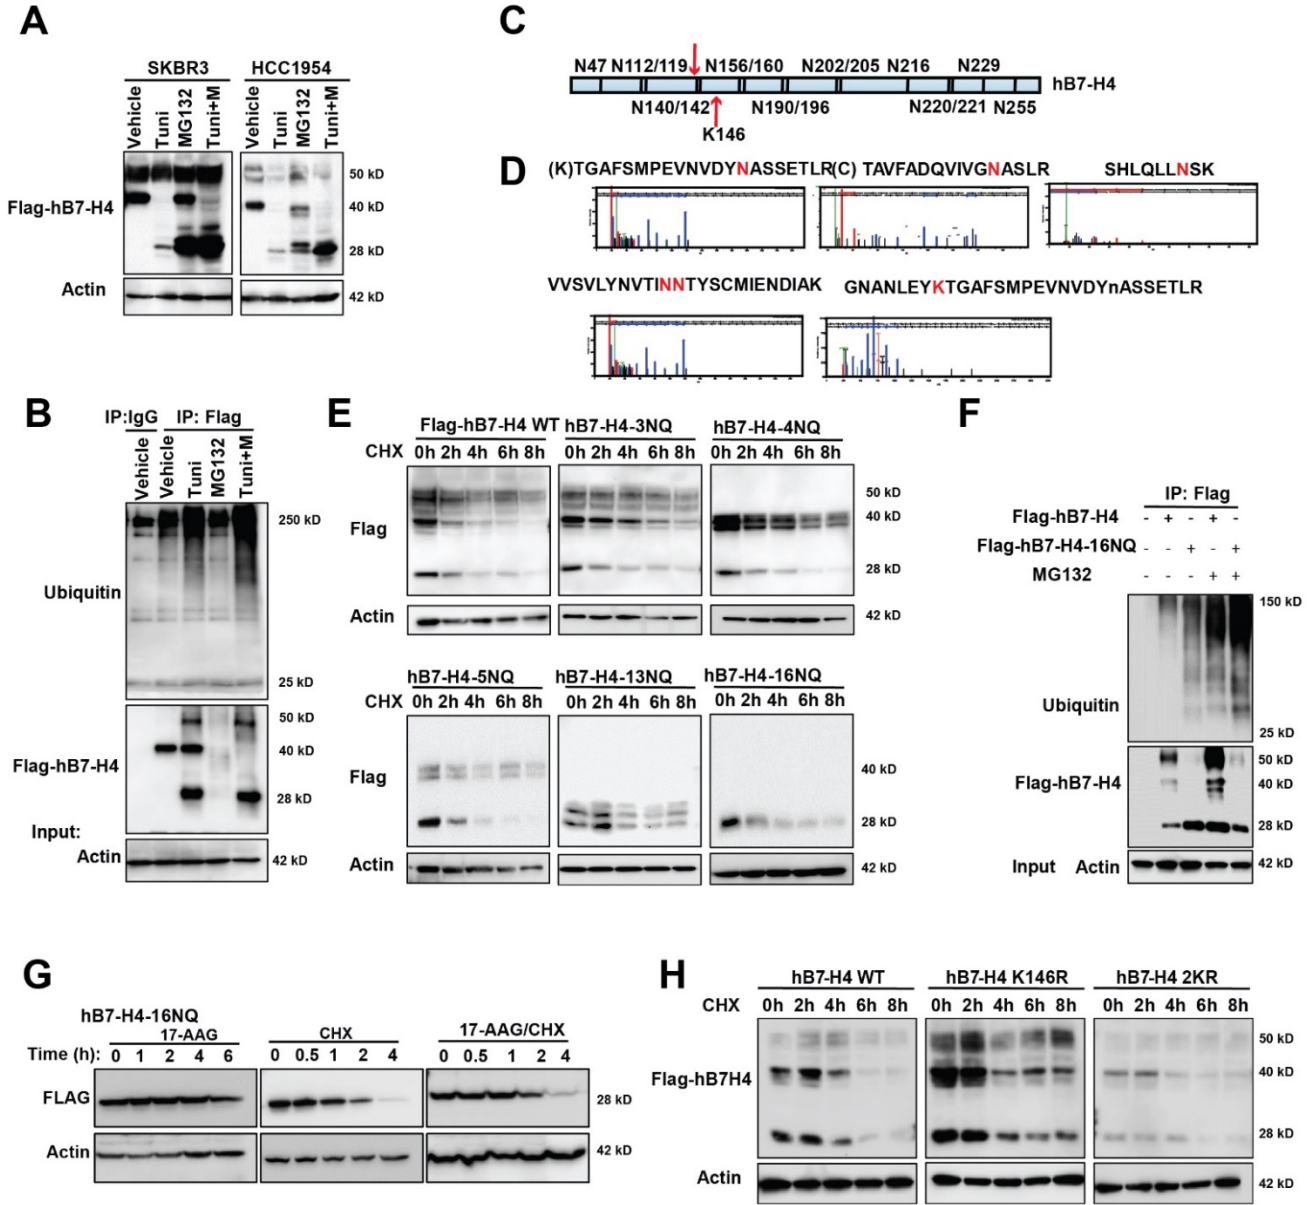 A
SKBR3 HCC1954
Vehicle Tuni MG132 Tuni+M Vehicle Tuni MG132 Tuni+M
50 kD
Flag-hB7-H4 40 kD
28 kD
Actin 42 kD
C
N47 N112/119 N156/160 N202/205 N216 N229
hB7-H4
N140/142 N190/196 N220/221 N255
K146
D
(K)TGAFSMPEVNVDYNASSETLR(C) TAVFADQVIVGNASLR SHLQLLNSK
VVSVLYNVTINNTYSCMIENDIAK GNANLEYKTGAFSMPEVNVDYnASSETLR
B
IP:IgG IP: Flag
Vehicle Vehicle Tuni MG132 Tuni+M
250 kD
Ubiquitin
25 kD
50 kD
40 kD
Flag-hB7-H4
28 kD
Input:
Actin 42 kD
E
Flag-hB7-H4 WT hB7-H4-3NQ hB7-H4-4NQ
CHX 0h 2h 4h 6h 8h 0h 2h 4h 6h 8h 0h 2h 4h 6h 8h
50 kD
40 kD
Flag
28 kD
Actin 42 kD
hB7-H4-5NQ hB7-H4-13NQ hB7-H4-16NQ
CHX 0h 2h 4h 6h 8h 0h 2h 4h 6h 8h 0h 2h 4h 6h 8h
40 kD
Flag
28 kD
Actin 42 kD
F
IP: Flag
Flag-hB7-H4 - + - + -
Flag-hB7-H4-16NQ - - + - +
MG132 - - - + +
150 kD
Ubiquitin
25 kD
50 kD
Flag-hB7-H4 40 kD
28 kD
Input Actin 42 kD
G
hB7-H4-16NQ
17-AAG CHX 17-AAG/CHX
Time (h): 0 1 2 4 6 0 0.5 1 2 4 0 0.5 1 2 4
FLAG 28 kD
Actin 42 kD
H
hB7-H4 WT hB7-H4 K146R hB7-H4 2KR
CHX 0h 2h 4h 6h 8h 0h 2h 4h 6h 8h 0h 2h 4h 6h 8h
50 kD
Flag-hB7H4 40 kD
28 kD
Actin 42 kD